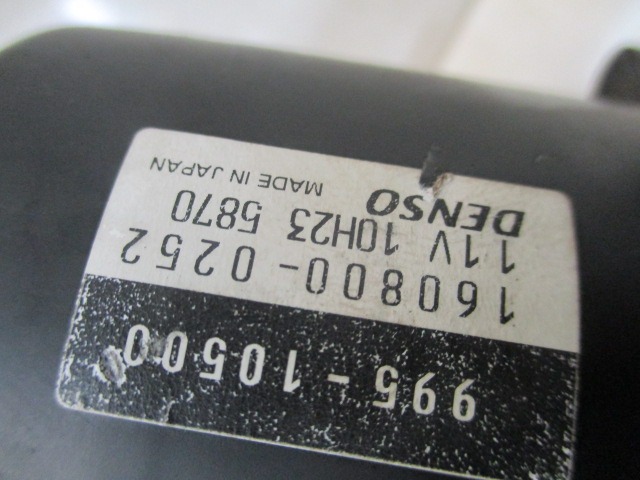 995-10500
160800-0252
11V 10H23 5870
DENSO MADE IN JAPAN